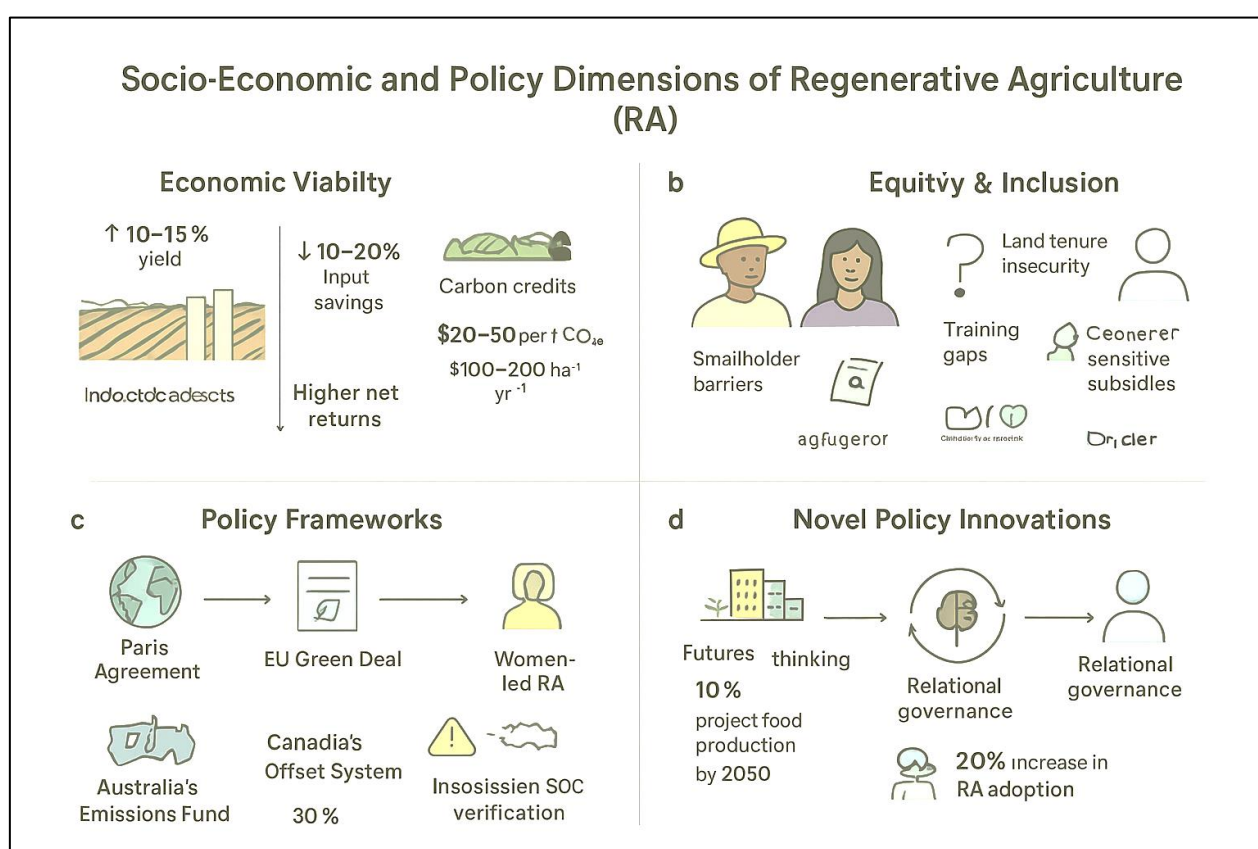 Socio-Economic and Policy Dimensions of Regenerative Agriculture
(RA)
Economic Viabilty
↑ 10–15 %
yield
↓ 10–20%
Input
savings
Higher net
returns
Carbon credits
$20–50 per t CO₂e
$100–200 ha⁻¹
yr ⁻¹
b
Equitvy & Inclusion
Smailholder
barriers
a
agfugeror
Land tenure
insecurity
Training
gaps
Ceonerer
sensitive
subsidles
Dr, cler
c
Policy Frameworks
Paris
Agreement
EU Green Deal
Women-
led RA
Australia's
Emissions Fund
Canadia's
Offset System
30 %
Insosissien SOC
verification
d
Novel Policy Innovations
Futures thinking
10 %
project food
production
by 2050
Relational
governance
Relational
governance
20% increase in
RA adoption